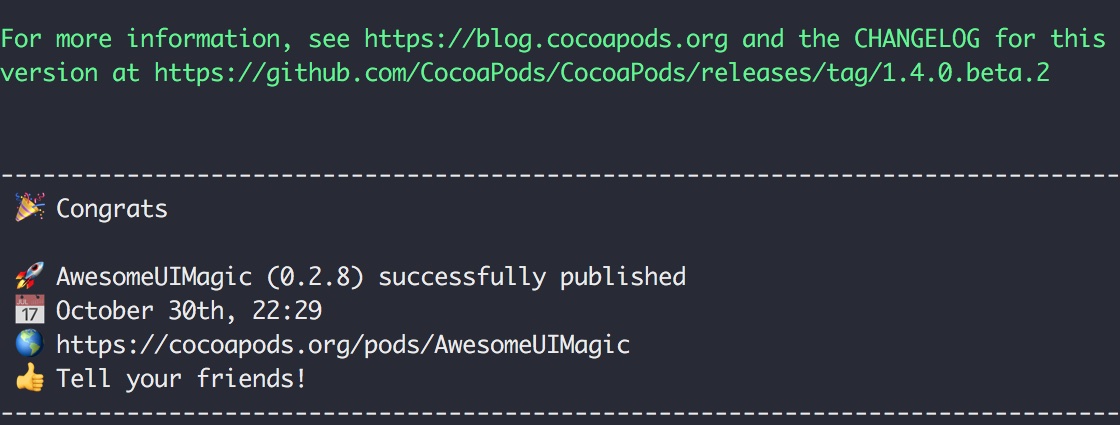 For more information, see https://blog.cocoapods.org and the CHANGELOG for this
version at https://github.com/CocoaPods/CocoaPods/releases/tag/1.4.0.beta.2
--------------------------------------------------------------------------------
🎉 Congrats
🚀 AwesomeUIMagic (0.2.8) successfully published
📅 October 30th, 22:29
🌎 https://cocoapods.org/pods/AwesomeUIMagic
👍 Tell your friends!
--------------------------------------------------------------------------------